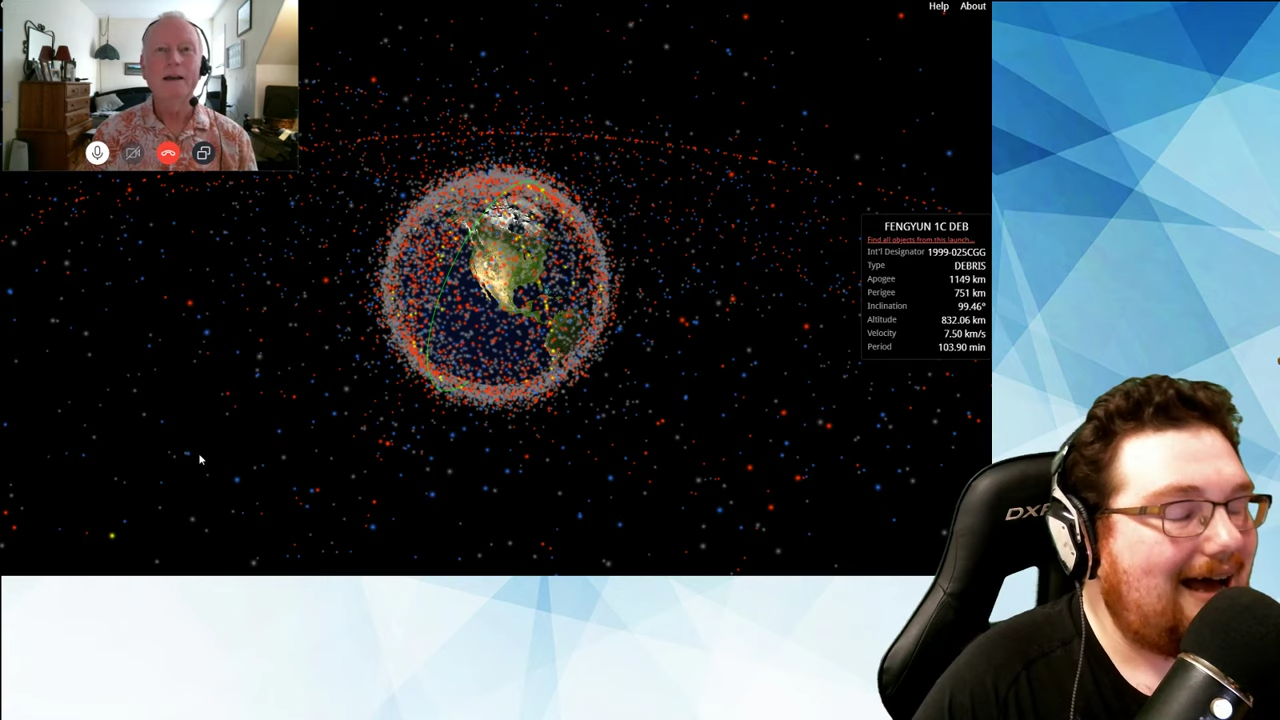 Help About
FENGYUN 1C DEB
Find all objects from this launch...
Int'l Designator 1999-025CGG
Type DEBRIS
Apogee 1149 km
Perigee 751 km
Inclination 99.46°
Altitude 832.06 km
Velocity 7.50 km/s
Period 103.90 min
DXR